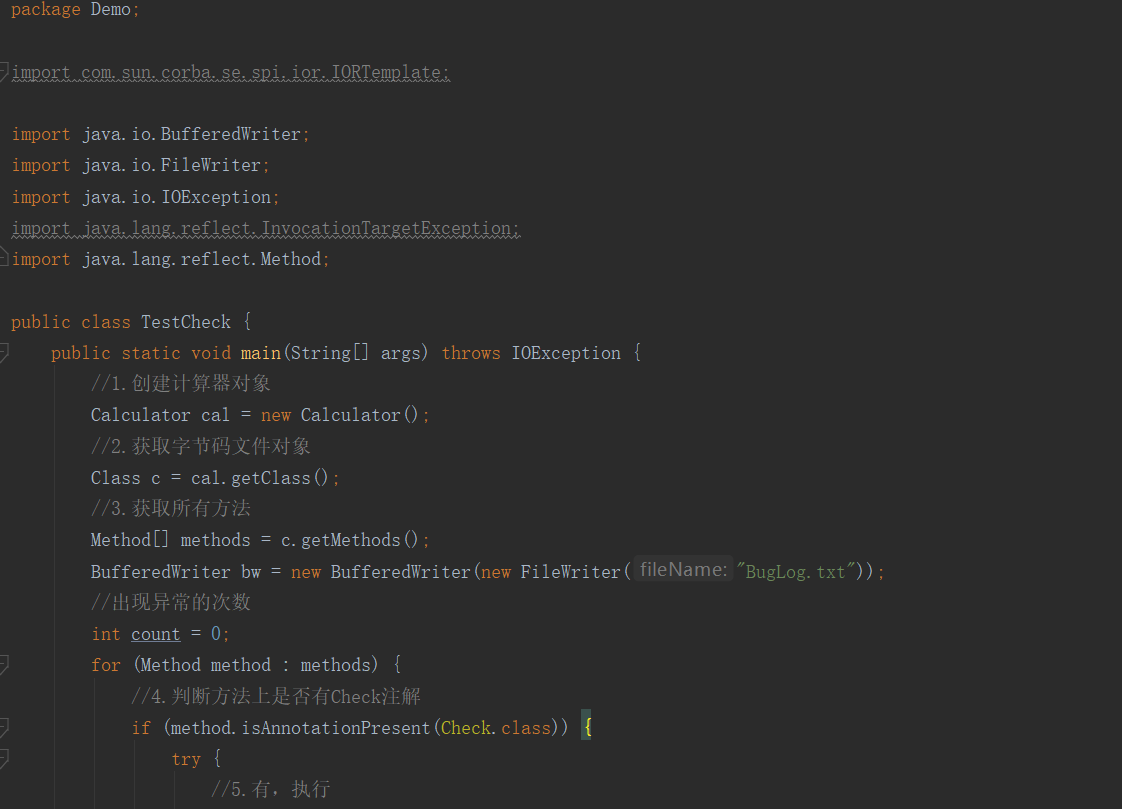 package Demo;
import com.sun.corba.se.spi.ior.IORTemplate;
import java.io.BufferedWriter;
import java.io.FileWriter;
import java.io.IOException;
import java.lang.reflect.InvocationTargetException;
import java.lang.reflect.Method;
public class TestCheck {
    public static void main(String[] args) throws IOException {
        //1.创建计算器对象
        Calculator cal = new Calculator();
        //2.获取字节码文件对象
        Class c = cal.getClass();
        //3.获取所有方法
        Method[] methods = c.getMethods();
        BufferedWriter bw = new BufferedWriter(new FileWriter( fileName: "BugLog.txt"));
        //出现异常的次数
        int count = 0;
        for (Method method : methods) {
            //4.判断方法上是否有Check注解
            if (method.isAnnotationPresent(Check.class)) {
                try {
                    //5.有，执行